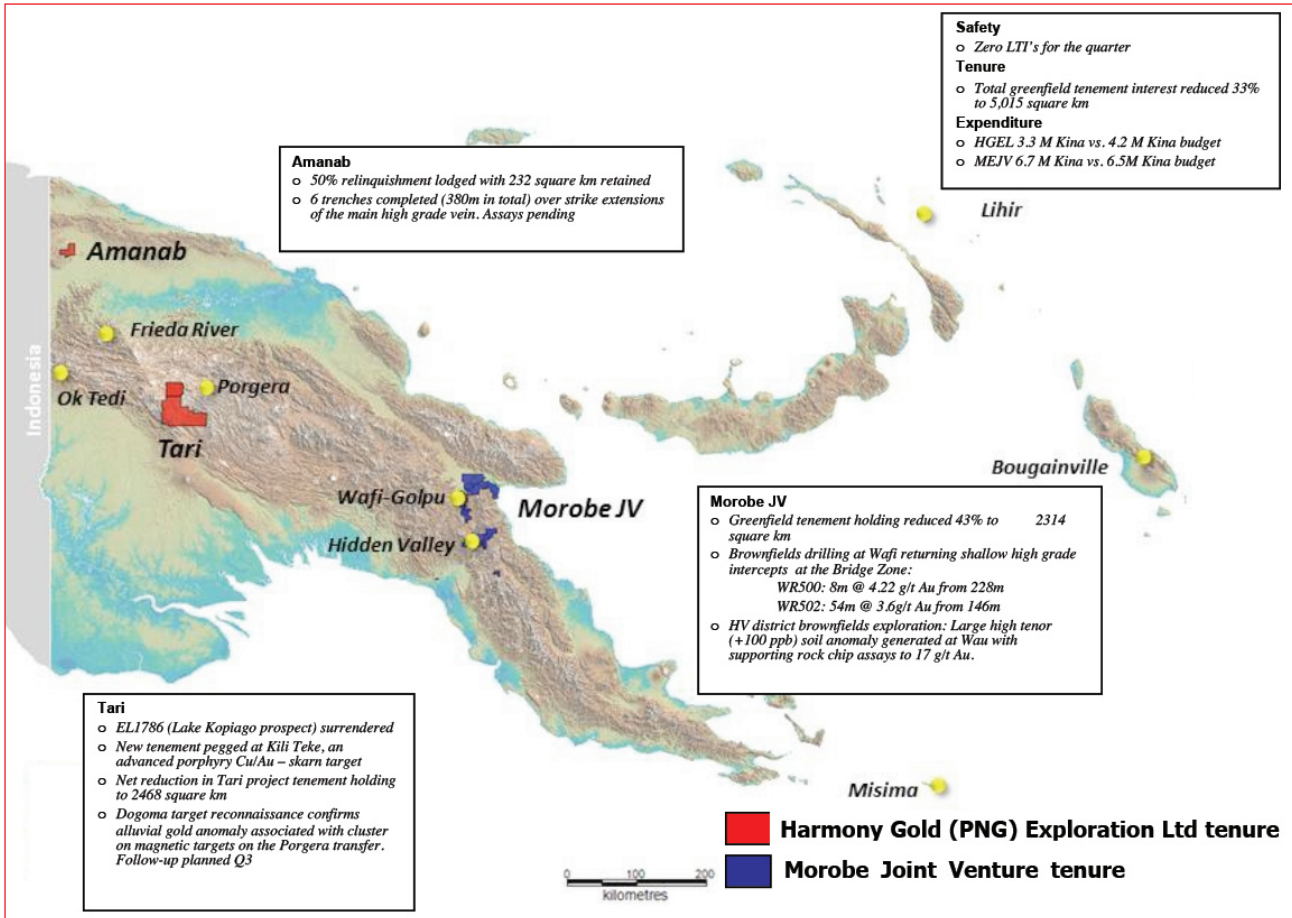 Safety
o Zero LTI's for the quarter
Tenure
o Total greenfield tenement interest reduced 33%
to 5,015 square km
Expenditure
o HGEL 3.3 M Kina vs. 4.2 M Kina budget
o MEJV 6.7 M Kina vs. 6.5M Kina budget
Amanab
o 50% relinquishment lodged with 232 square km retained
o 6 trenches completed (380m in total) over strike extensions
of the main high grade vein. Assays pending
Lihir
Amanab
Frieda River
Indonesia
Ok Tedi
Porgera
Tari
Bougainville
Wafi-Golpu
Morobe JV
Hidden Valley
Morobe JV
o Greenfield tenement holding reduced 43% to 2314
square km
o Brownfields drilling at Wafi returning shallow high grade
intercepts at the Bridge Zone:
WR500: 8m @ 4.22 g/t Au from 228m
WR502: 54m @ 3.6g/t Au from 146m
o HV district brownfields exploration: Large high tenor
(+100 ppb) soil anomaly generated at Wau with
supporting rock chip assays to 17 g/t Au.
Tari
o EL1786 (Lake Kopiago prospect) surrendered
o New tenement pegged at Kili Teke, an
advanced porphyry Cu/Au – skarn target
o Net reduction in Tari project tenement holding
to 2468 square km
o Dogoma target reconnaissance confirms
alluvial gold anomaly associated with cluster
on magnetic targets on the Porgera transfer.
Follow-up planned Q3
Misima
Harmony Gold (PNG) Exploration Ltd tenure
Morobe Joint Venture tenure
0 100 200
kilometres